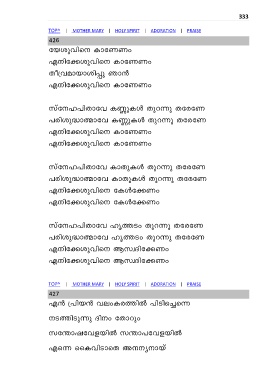 333
TOP↑ | MOTHER MARY | HOLY SPIRIT | ADORATION | PRAISE
426
യേശുവിനെ കാണേണം
എനിക്കേശുവിനെ കാണേണം
തീവ്രമായാശിപ്പു ഞാൻ
എനിക്കേശുവിനെ കാണേണം
സ്നേഹപിതാവേ കണ്ണുകൾ തുറന്നു തരേണേ
പരിശുദ്ധാത്മാവേ കണ്ണുകൾ തുറന്നു തരേണേ
എനിക്കേശുവിനെ കാണേണം
എനിക്കേശുവിനെ കാണേണം
സ്നേഹപിതാവേ കാതുകൾ തുറന്നു തരേണേ
പരിശുദ്ധാത്മാവേ കാതുകൾ തുറന്നു തരേണേ
എനിക്കേശുവിനെ കേൾക്കേണം
എനിക്കേശുവിനെ കേൾക്കേണം
സ്നേഹപിതാവേ ഹൃത്തടം തുറന്നു തരേണേ
പരിശുദ്ധാത്മാവേ ഹൃത്തടം തുറന്നു തരേണേ
എനിക്കേശുവിനെ ആസ്വദിക്കേണം
എനിക്കേശുവിനെ ആസ്വദിക്കേണം
TOP↑ | MOTHER MARY | HOLY SPIRIT | ADORATION | PRAISE
427
എൻ പ്രിയൻ വലംകരത്തിൽ പിടിച്ചെന്നെ
നടത്തിടുന്നു ദിനം തോറും
സന്തോഷവേളയിൽ സന്താപവേളയിൽ
എന്നെ കൈവിടാതെ അനന്യനായ്